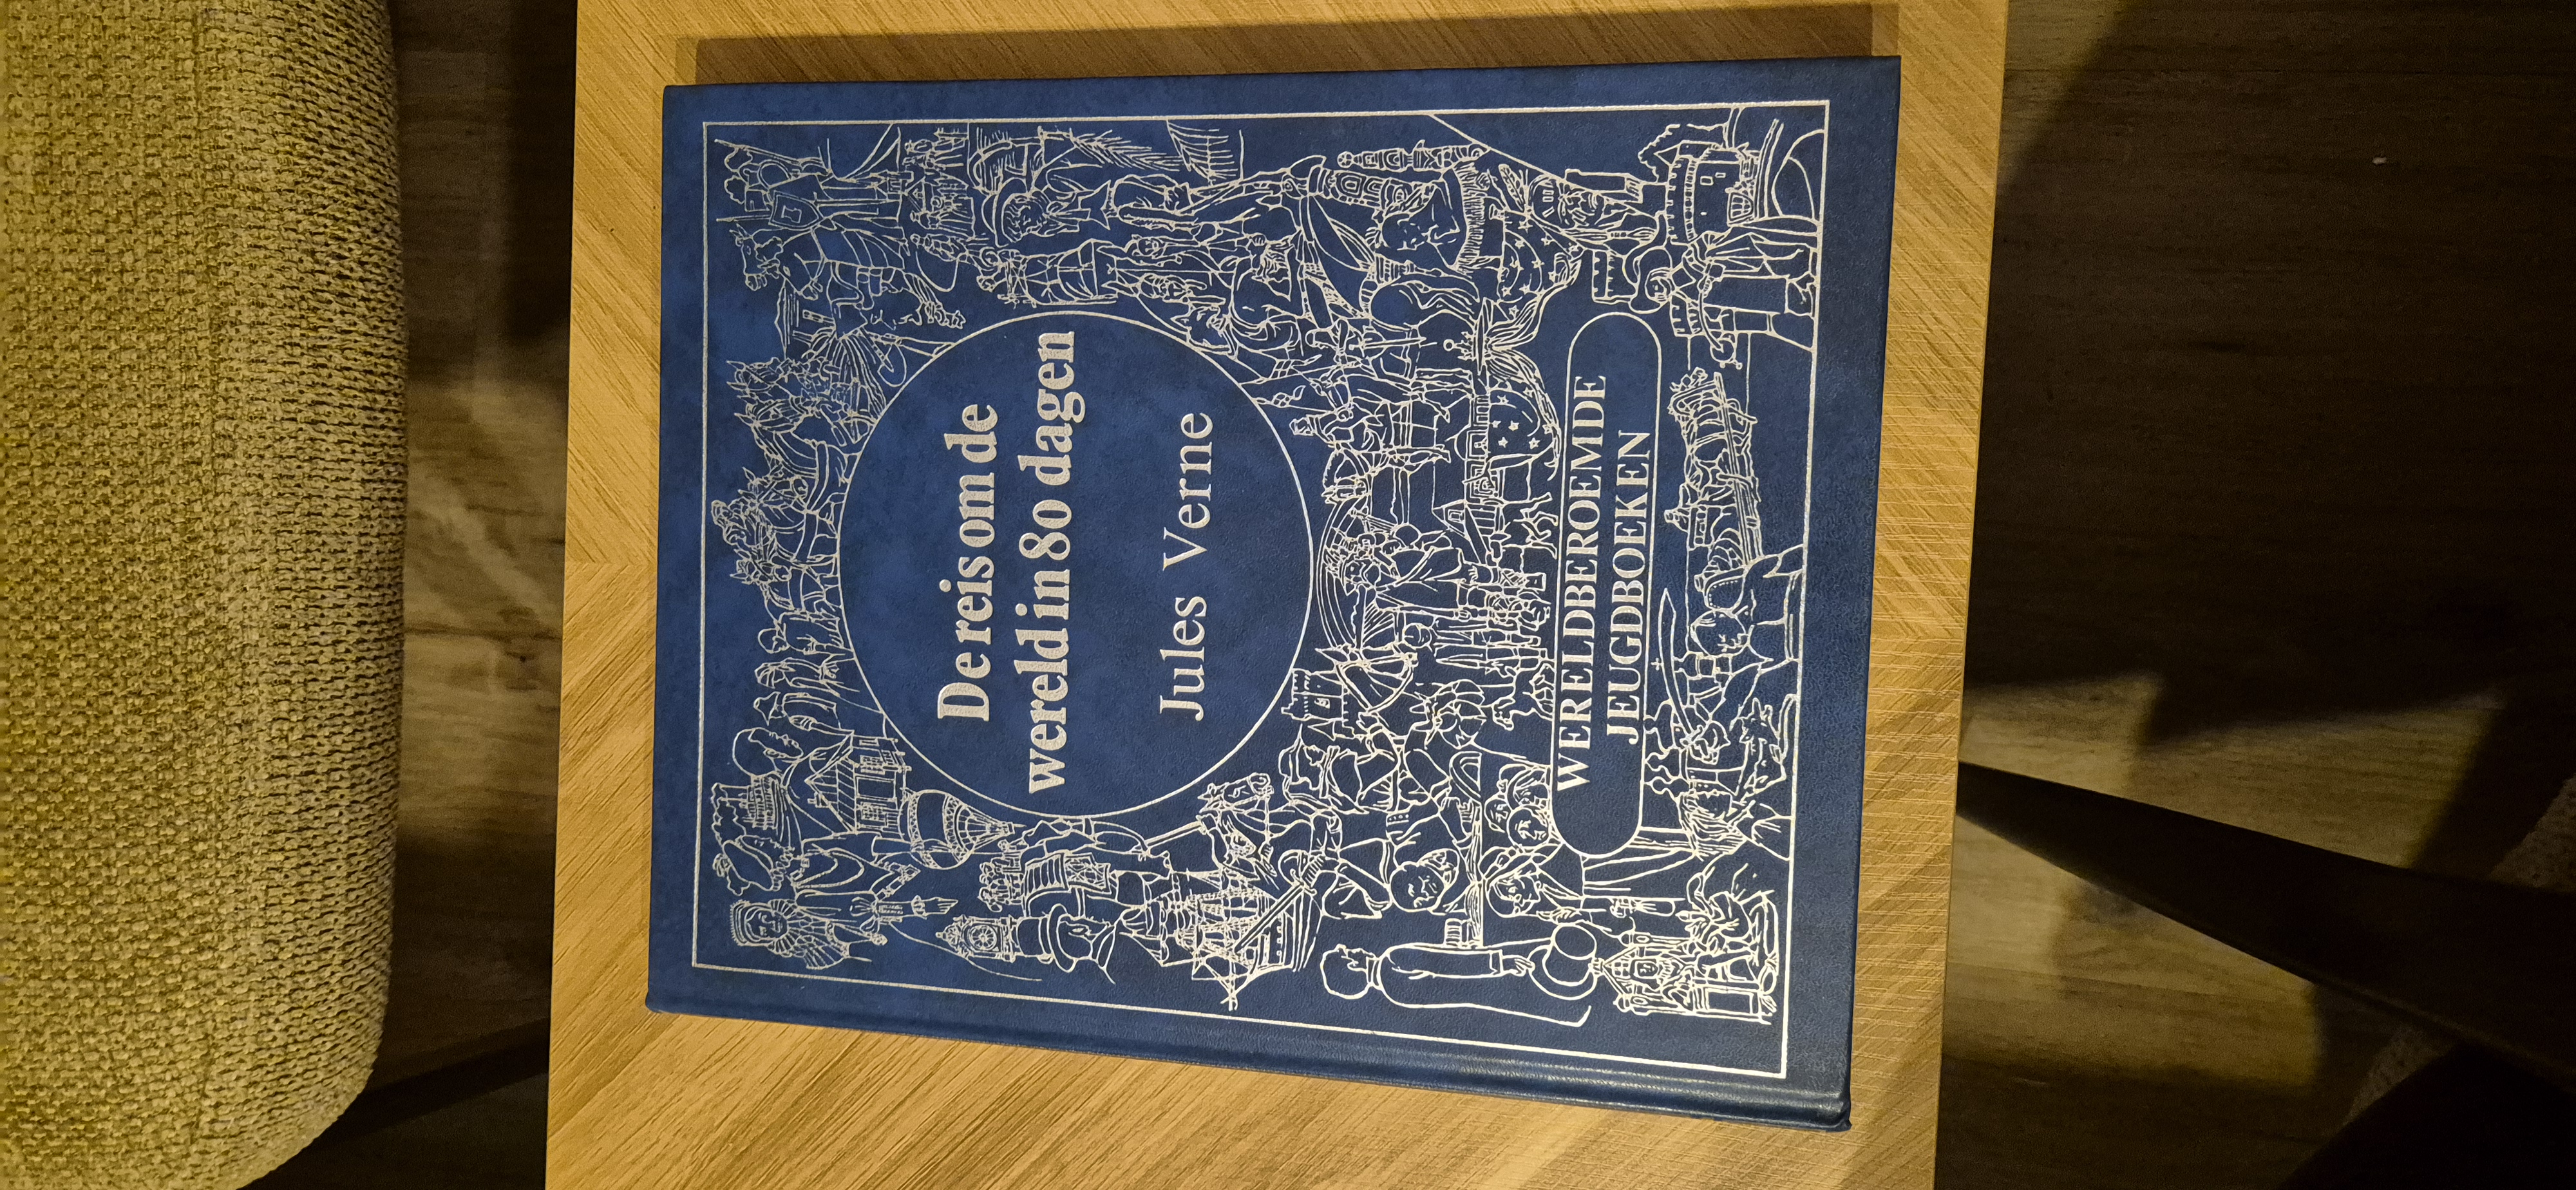 De reis om de
wereld in 80 dagen
Jules Verne
WERELDBEROEMDE
JEUGDBOEKEN